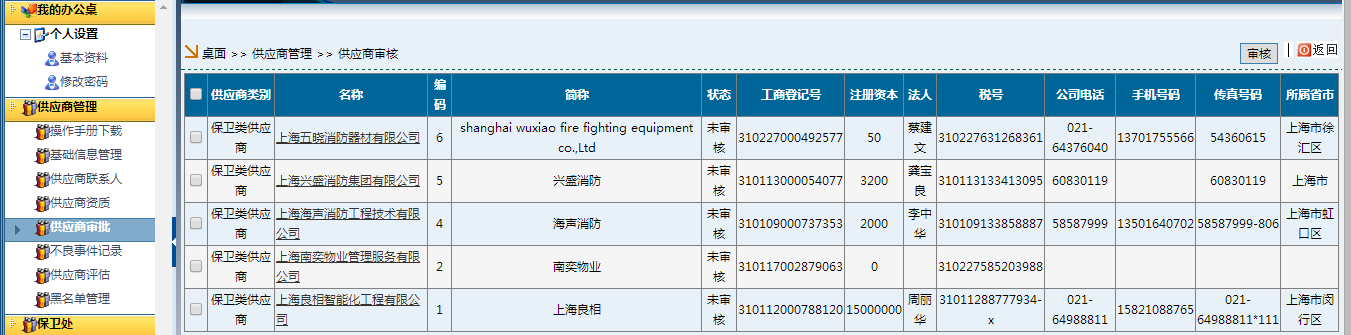 我的办公桌
个人设置
基本资料
修改密码
供应商管理
操作手册下载
基础信息管理
供应商联系人
供应商资质
供应商审批
不良事件记录
供应商评估
黑名单管理
保卫处
桌面 >> 供应商管理 >> 供应商审核
审核 返回
供应商类别 名称 编码 简称 状态 工商登记号 注册资本 法人 税号 公司电话 手机号码 传真号码 所属省市
保卫类供应商 上海五晓消防器材有限公司 6 shanghai wuxiao fire fighting equipment co.,Ltd 未审核 310227000492577 50 蔡建文 310227631268361 021-64376040 13701755566 54360615 上海市徐汇区
保卫类供应商 上海兴盛消防集团有限公司 5 兴盛消防 未审核 310113000054077 3200 龚宝良 310113133413095 60830119 60830119 上海市
保卫类供应商 上海海声消防工程技术有限公司 4 海声消防 未审核 310109000737353 2000 李中华 310109133858887 58587999 13501640702 58587999-806 上海市虹口区
保卫类供应商 上海南奕物业管理服务有限公司 2 南奕物业 未审核 310117002879063 0 310227585203988
保卫类供应商 上海良相智能化工程有限公司 1 上海良相 未审核 310112000788120 15000000 周丽华 31011288777934-x 021-64988811 15821088765 021-64988811*111 上海市闵行区